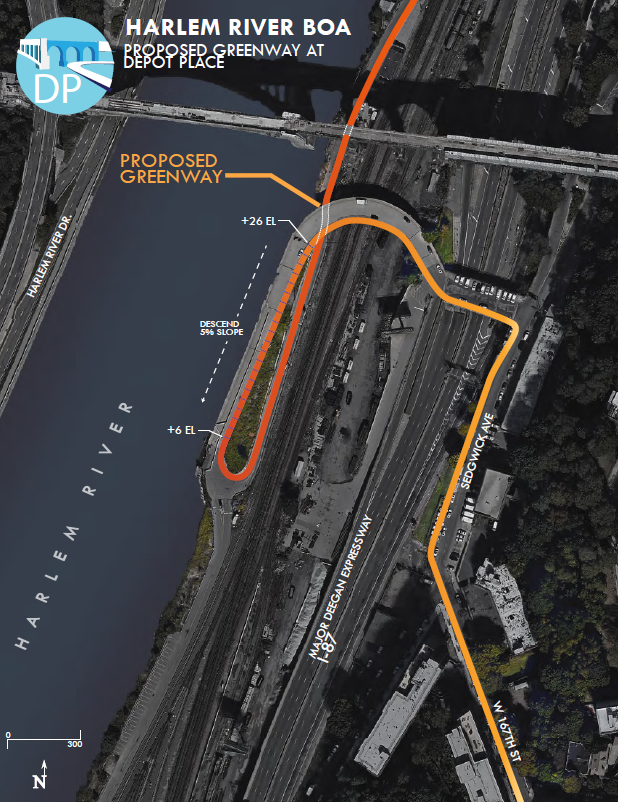 HARLEM RIVER BOA
PROPOSED GREENWAY AT
DEPOT PLACE
DP
PROPOSED
GREENWAY
+26 EL
HARLEM RIVER DR.
DESCEND
5% SLOPE
+6 EL
HARLEM RIVER
SEDGWICK AVE
MAJOR DEEGAN EXPRESSWAY
I-87
W 167TH ST
0
300
N